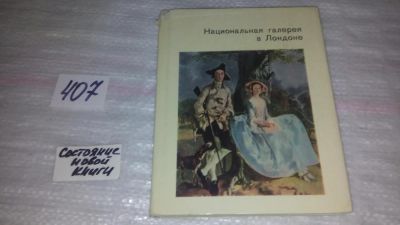 Национальная галерея
в Лондоне
407
Состояние
новой
книги